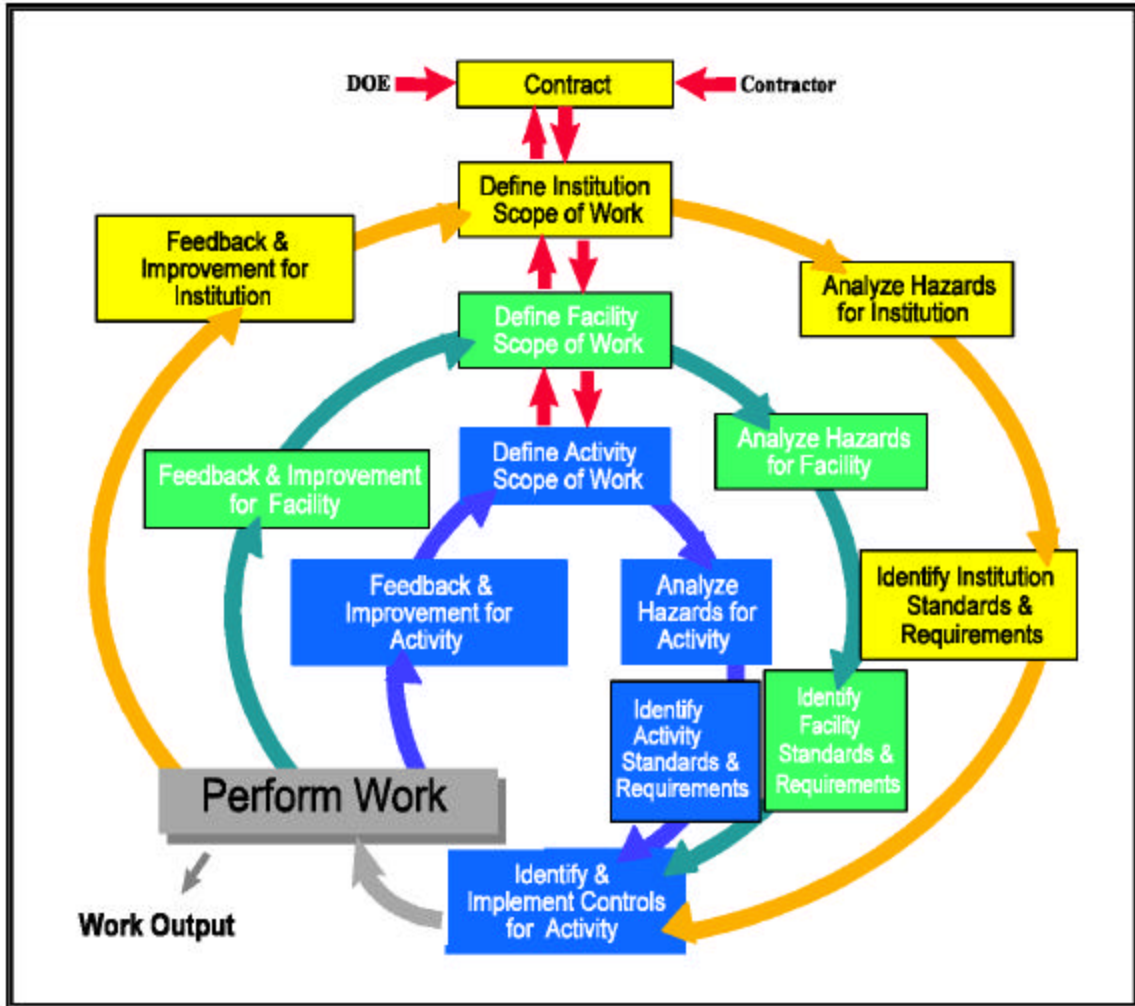 DOE
Contract
Contractor
Define Institution
Scope of Work
Feedback &
Improvement for
Institution
Analyze Hazards
for Institution
Define Facility
Scope of Work
Define Activity
Scope of Work
Analyze Hazards
for Facility
Feedback & Improvement
for Facility
Feedback &
Improvement for
Activity
Analyze
Hazards for
Activity
Identify Institution
Standards &
Requirements
Identify
Activity
Standards &
Requirements
Identify
Facility
Standards &
Requirements
Perform Work
Identify &
Implement Controls
for Activity
Work Output